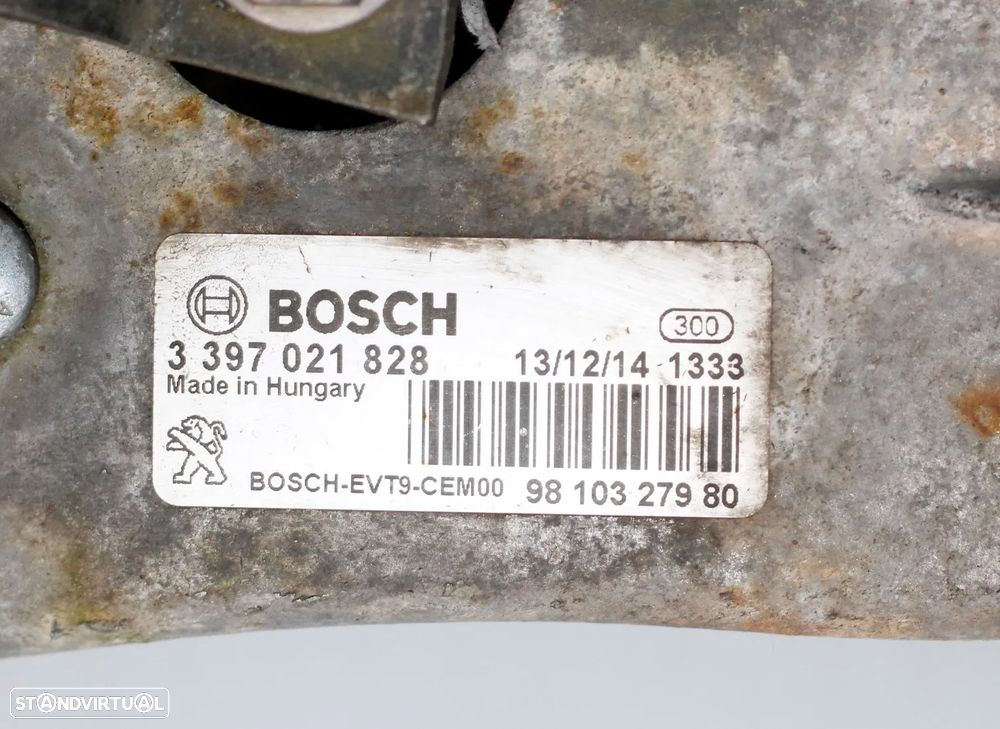 BOSCH
300
3 397 021 828 13/12/14 1333
Made in Hungary
BOSCH-EVT9-CEM00 98 103 279 80
STANDVIRTUAL